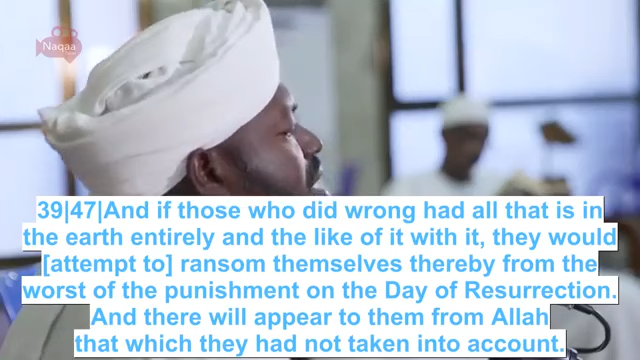 Naqaa
39|47|And if those who did wrong had all that is in
the earth entirely and the like of it with it, they would
[attempt to] ransom themselves thereby from the
worst of the punishment on the Day of Resurrection.
And there will appear to them from Allah
that which they had not taken into account.